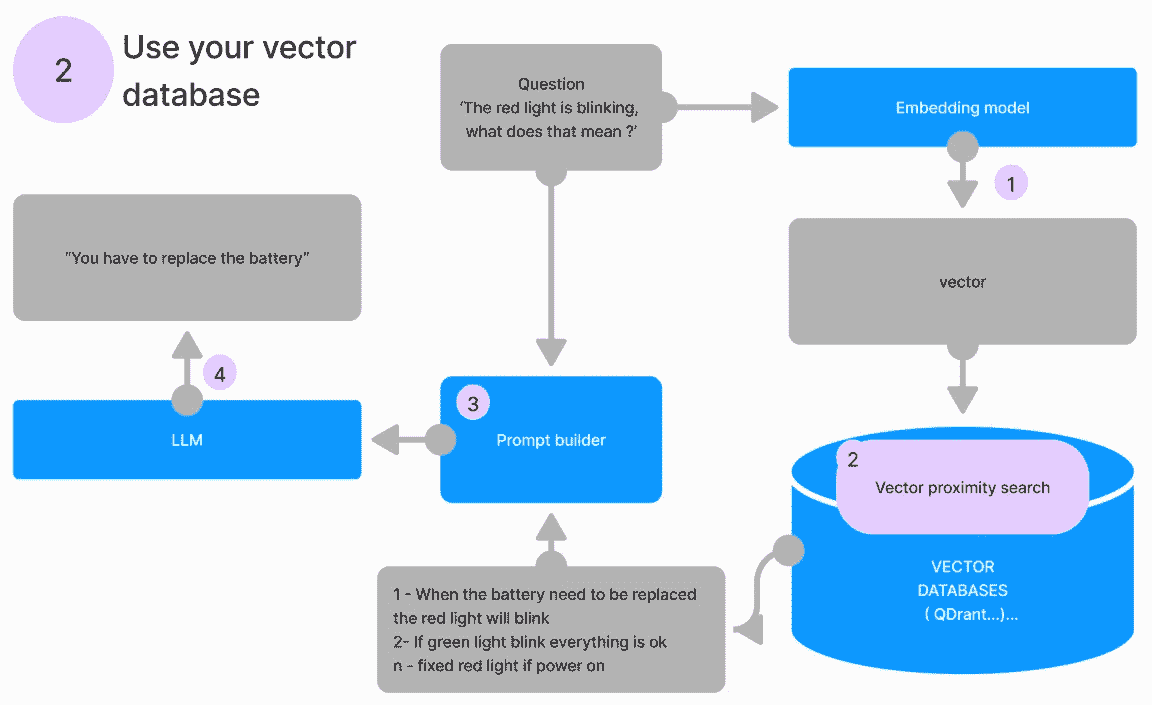 2
Use your vector
database
Question
‘The red light is blinking,
what does that mean ?’
Embedding model
1
vector
"You have to replace the battery"
4
LLM
3
Prompt builder
2
Vector proximity search
VECTOR
DATABASES
( QDrant...)...
1 - When the battery need to be replaced
the red light will blink
2- If green light blink everything is ok
n - fixed red light if power on